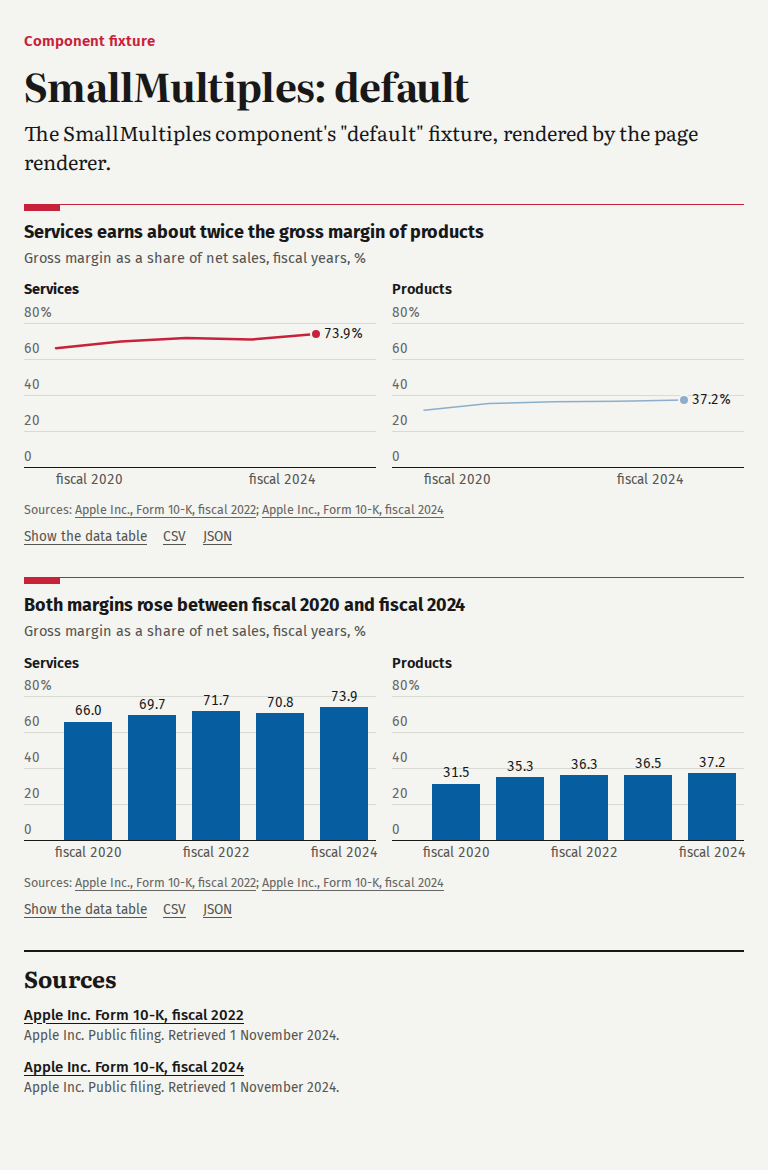 Component fixture
SmallMultiples: default
The SmallMultiples component's "default" fixture, rendered by the page
renderer.
Services earns about twice the gross margin of products
Gross margin as a share of net sales, fiscal years, %
Services
80%
60
40
20
0
73.9%
fiscal 2020 fiscal 2024
Products
80%
60
40
20
0
37.2%
fiscal 2020 fiscal 2024
Sources: Apple Inc., Form 10-K, fiscal 2022; Apple Inc., Form 10-K, fiscal 2024
Show the data table CSV JSON
Both margins rose between fiscal 2020 and fiscal 2024
Gross margin as a share of net sales, fiscal years, %
Services
80%
60
40
20
0
66.0 69.7 71.7 70.8 73.9
fiscal 2020 fiscal 2022 fiscal 2024
Products
80%
60
40
20
0
31.5 35.3 36.3 36.5 37.2
fiscal 2020 fiscal 2022 fiscal 2024
Sources: Apple Inc., Form 10-K, fiscal 2022; Apple Inc., Form 10-K, fiscal 2024
Show the data table CSV JSON
Sources
Apple Inc. Form 10-K, fiscal 2022
Apple Inc. Public filing. Retrieved 1 November 2024.
Apple Inc. Form 10-K, fiscal 2024
Apple Inc. Public filing. Retrieved 1 November 2024.